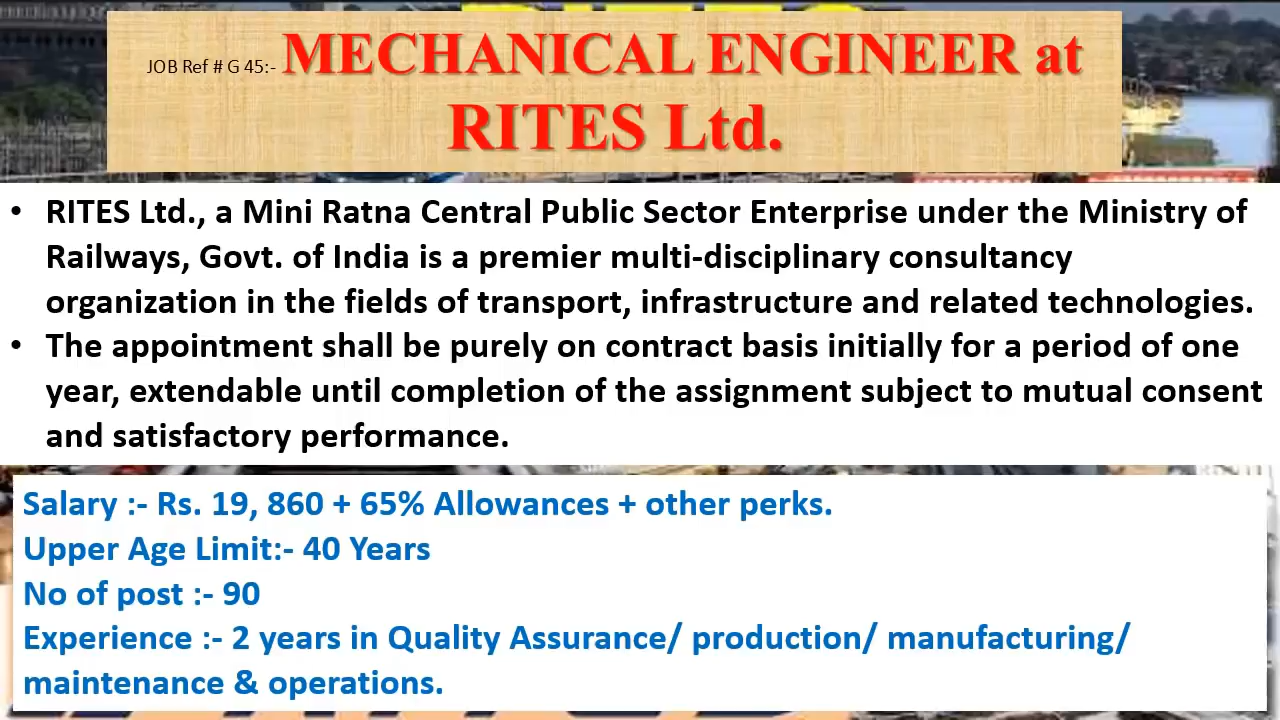 JOB Ref # G 45:- MECHANICAL ENGINEER at
RITES Ltd.
• RITES Ltd., a Mini Ratna Central Public Sector Enterprise under the Ministry of
Railways, Govt. of India is a premier multi-disciplinary consultancy
organization in the fields of transport, infrastructure and related technologies.
• The appointment shall be purely on contract basis initially for a period of one
year, extendable until completion of the assignment subject to mutual consent
and satisfactory performance.
Salary :- Rs. 19, 860 + 65% Allowances + other perks.
Upper Age Limit:- 40 Years
No of post :- 90
Experience :- 2 years in Quality Assurance/ production/ manufacturing/
maintenance & operations.